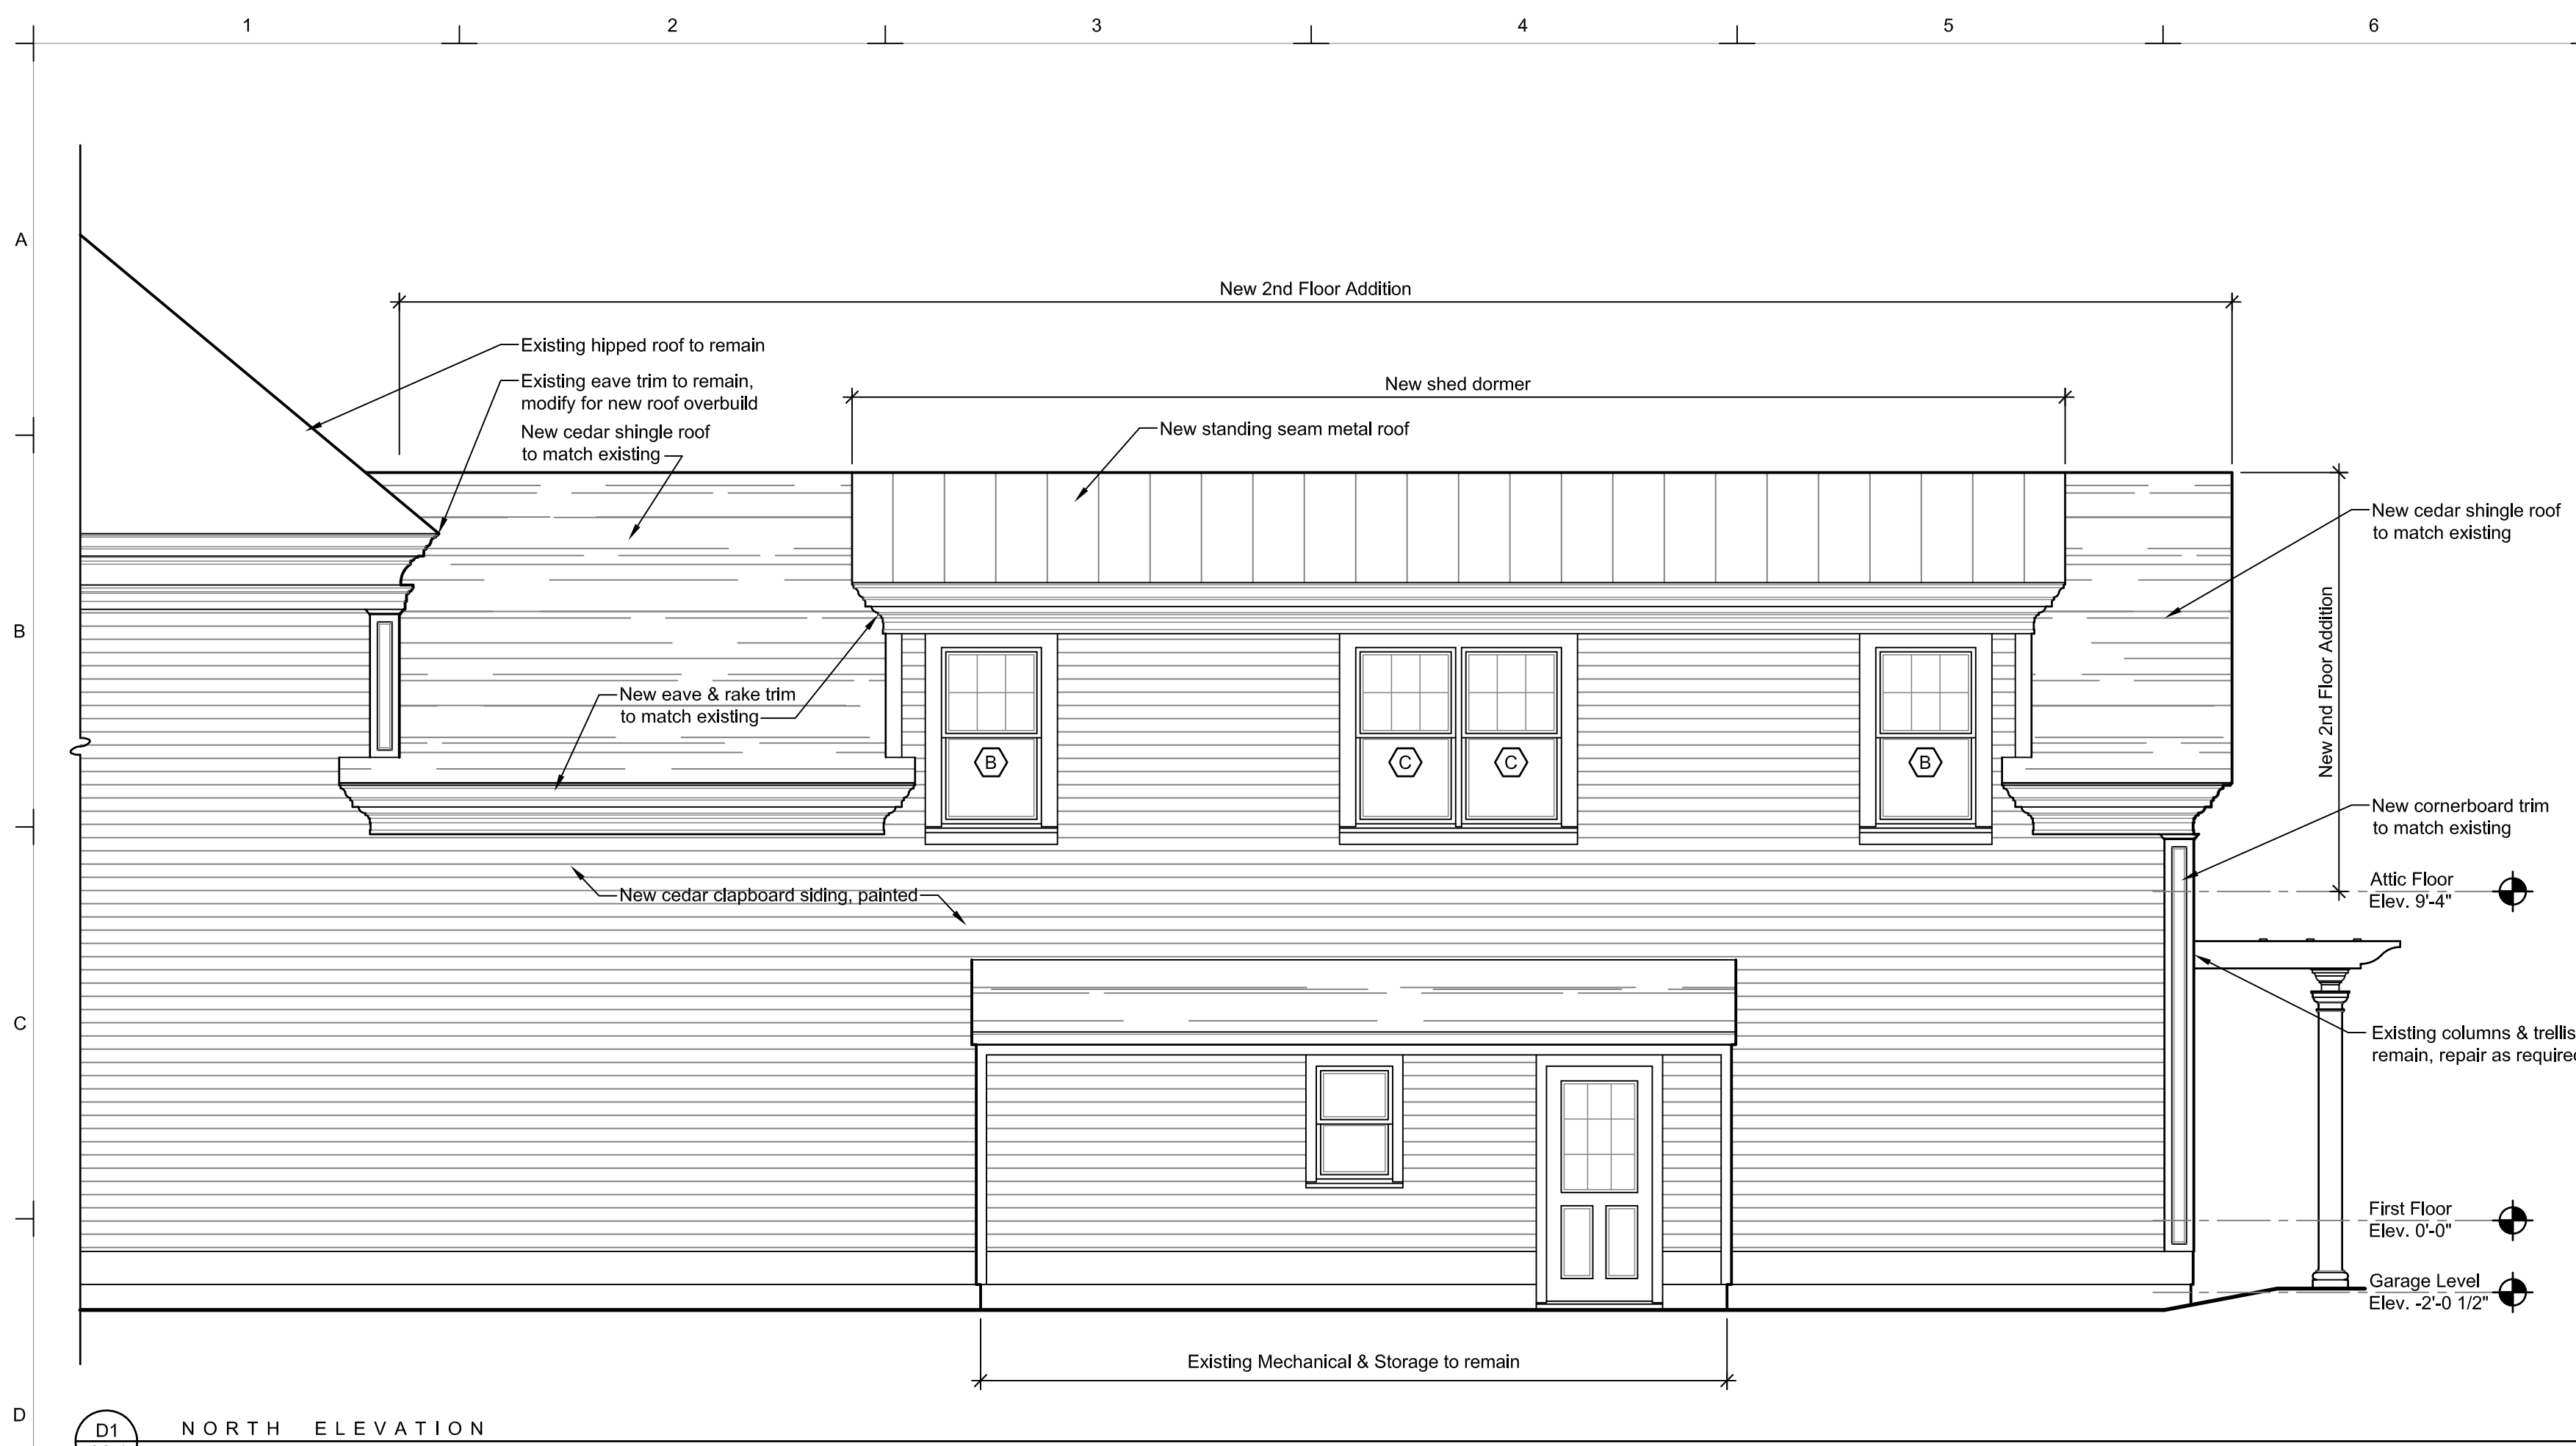 1 2 3 4 5 6
A
New 2nd Floor Addition
Existing hipped roof to remain
Existing eave trim to remain,
modify for new roof overbuild
New shed dormer
New cedar shingle roof
to match existing
New standing seam metal roof
New cedar shingle roof
to match existing
B
New 2nd Floor Addition
New eave & rake trim
to match existing
B C C B
New cornerboard trim
to match existing
New cedar clapboard siding, painted
Attic Floor
Elev. 9'-4"
C
Existing columns & trellis
remain, repair as required
First Floor
Elev. 0'-0"
Garage Level
Elev. -2'-0 1/2"
Existing Mechanical & Storage to remain
D
D1
NORTH ELEVATION